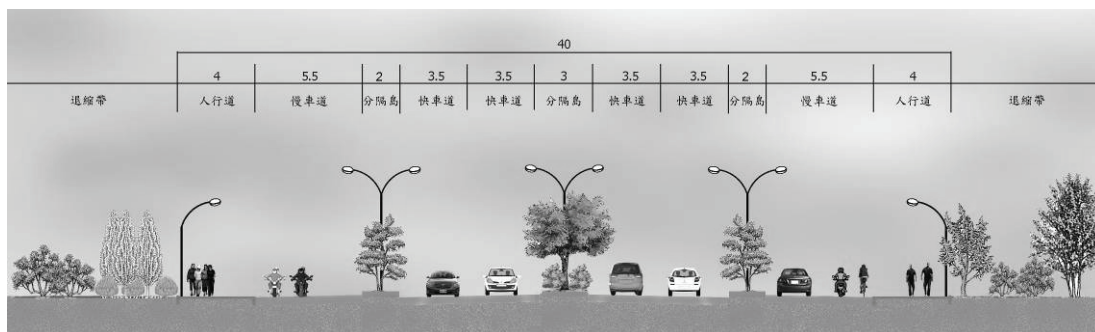 40
4 5.5 2 3.5 3.5 3 3.5 3.5 2 5.5 4
退縮帶 人行道 慢車道 分隔島 快車道 快車道 分隔島 快車道 快車道 分隔島 慢車道 人行道 退縮帶